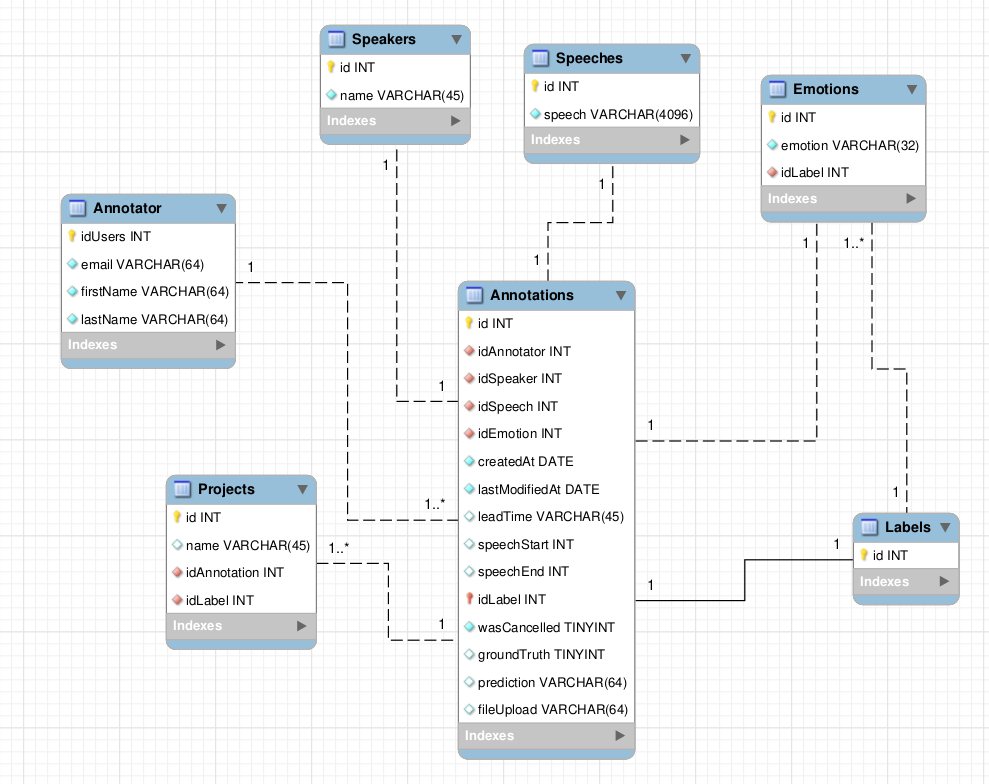 Speakers
id INT
name VARCHAR(45)
Indexes
Speeches
id INT
speech VARCHAR(4096)
Indexes
Emotions
id INT
emotion VARCHAR(32)
idLabel INT
Indexes
Annotator
idUsers INT
email VARCHAR(64)
firstName VARCHAR(64)
lastName VARCHAR(64)
Indexes
1
1
1
1..*
1
1
Annotations
id INT
idAnnotator INT
idSpeaker INT
idSpeech INT
idEmotion INT
createdAt DATE
lastModifiedAt DATE
leadTime VARCHAR(45)
speechStart INT
speechEnd INT
idLabel INT
wasCancelled TINYINT
groundTruth TINYINT
prediction VARCHAR(64)
fileUpload VARCHAR(64)
Indexes
1
1
1..*
1
Projects
id INT
name VARCHAR(45)
idAnnotation INT
idLabel INT
Indexes
1..*
1
Labels
id INT
Indexes
1
1